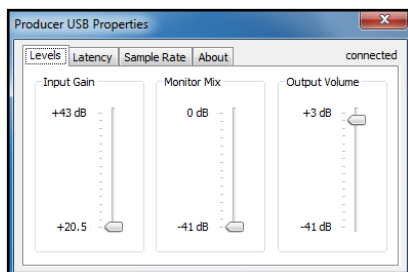 Producer USB Properties
Levels Latency Sample Rate About connected
Input Gain Monitor Mix Output Volume
+43 dB 0 dB +3 dB
+20.5 -41 dB -41 dB